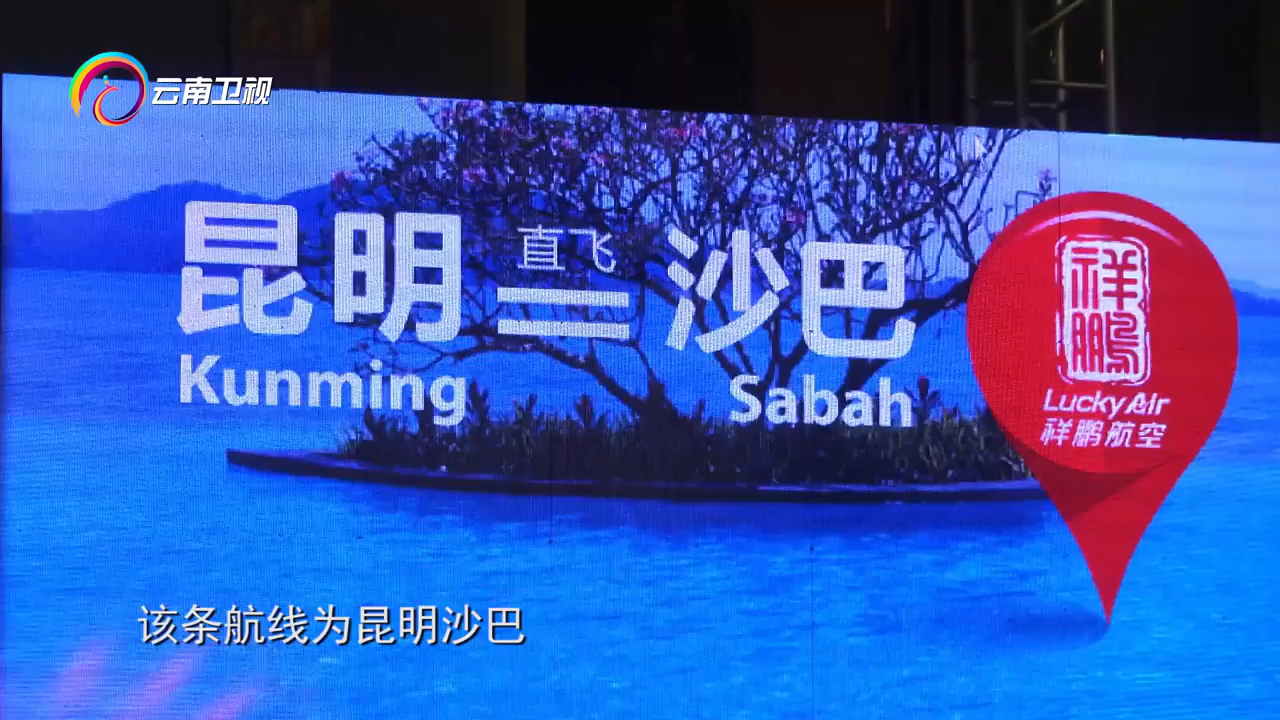 云南卫视
昆明 直飞 沙巴
Kunming Sabah
祥鹏
Lucky Air
祥鹏航空
该条航线为昆明沙巴